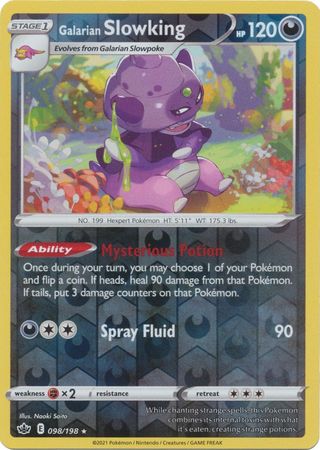 STAGE 1
Galarian Slowking
HP 120
Evolves from Galarian Slowpoke
NO. 199 Hexpert Pokémon HT: 5'11" WT: 175.3 lbs.
Ability Mysterious Potion
Once during your turn, you may choose 1 of your Pokémon
and flip a coin. If heads, heal 90 damage from that Pokémon.
If tails, put 3 damage counters on that Pokémon.
Spray Fluid 90
weakness ×2 resistance retreat
Illus. Naoki Saito
E 098/198 ★
While chanting strange spells, this Pokémon
combines its internal toxins with what
it's eaten, creating strange potions.
©2021 Pokémon / Nintendo / Creatures / GAME FREAK